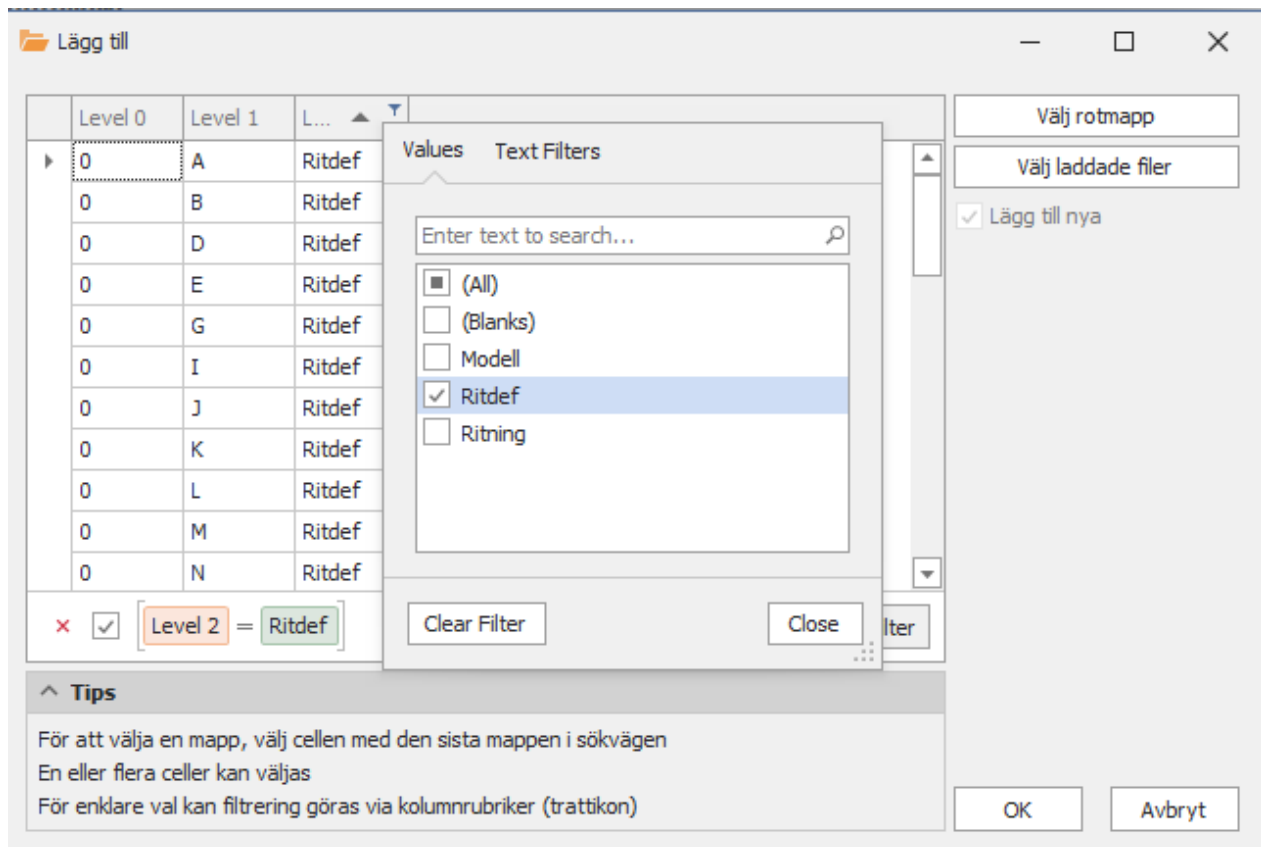 Lägg till
Level 0 Level 1 L...
0 A Ritdef
0 B Ritdef
0 D Ritdef
0 E Ritdef
0 G Ritdef
0 I Ritdef
0 J Ritdef
0 K Ritdef
0 L Ritdef
0 M Ritdef
0 N Ritdef
Level 2 = Ritdef
Values Text Filters
Enter text to search...
(All)
(Blanks)
Modell
Ritdef
Ritning
Clear Filter Close
lter
Välj rotmapp
Välj laddade filer
Lägg till nya
Tips
För att välja en mapp, välj cellen med den sista mappen i sökvägen
En eller flera celler kan väljas
För enklare val kan filtrering göras via kolumnrubriker (trattikon)
OK Avbryt